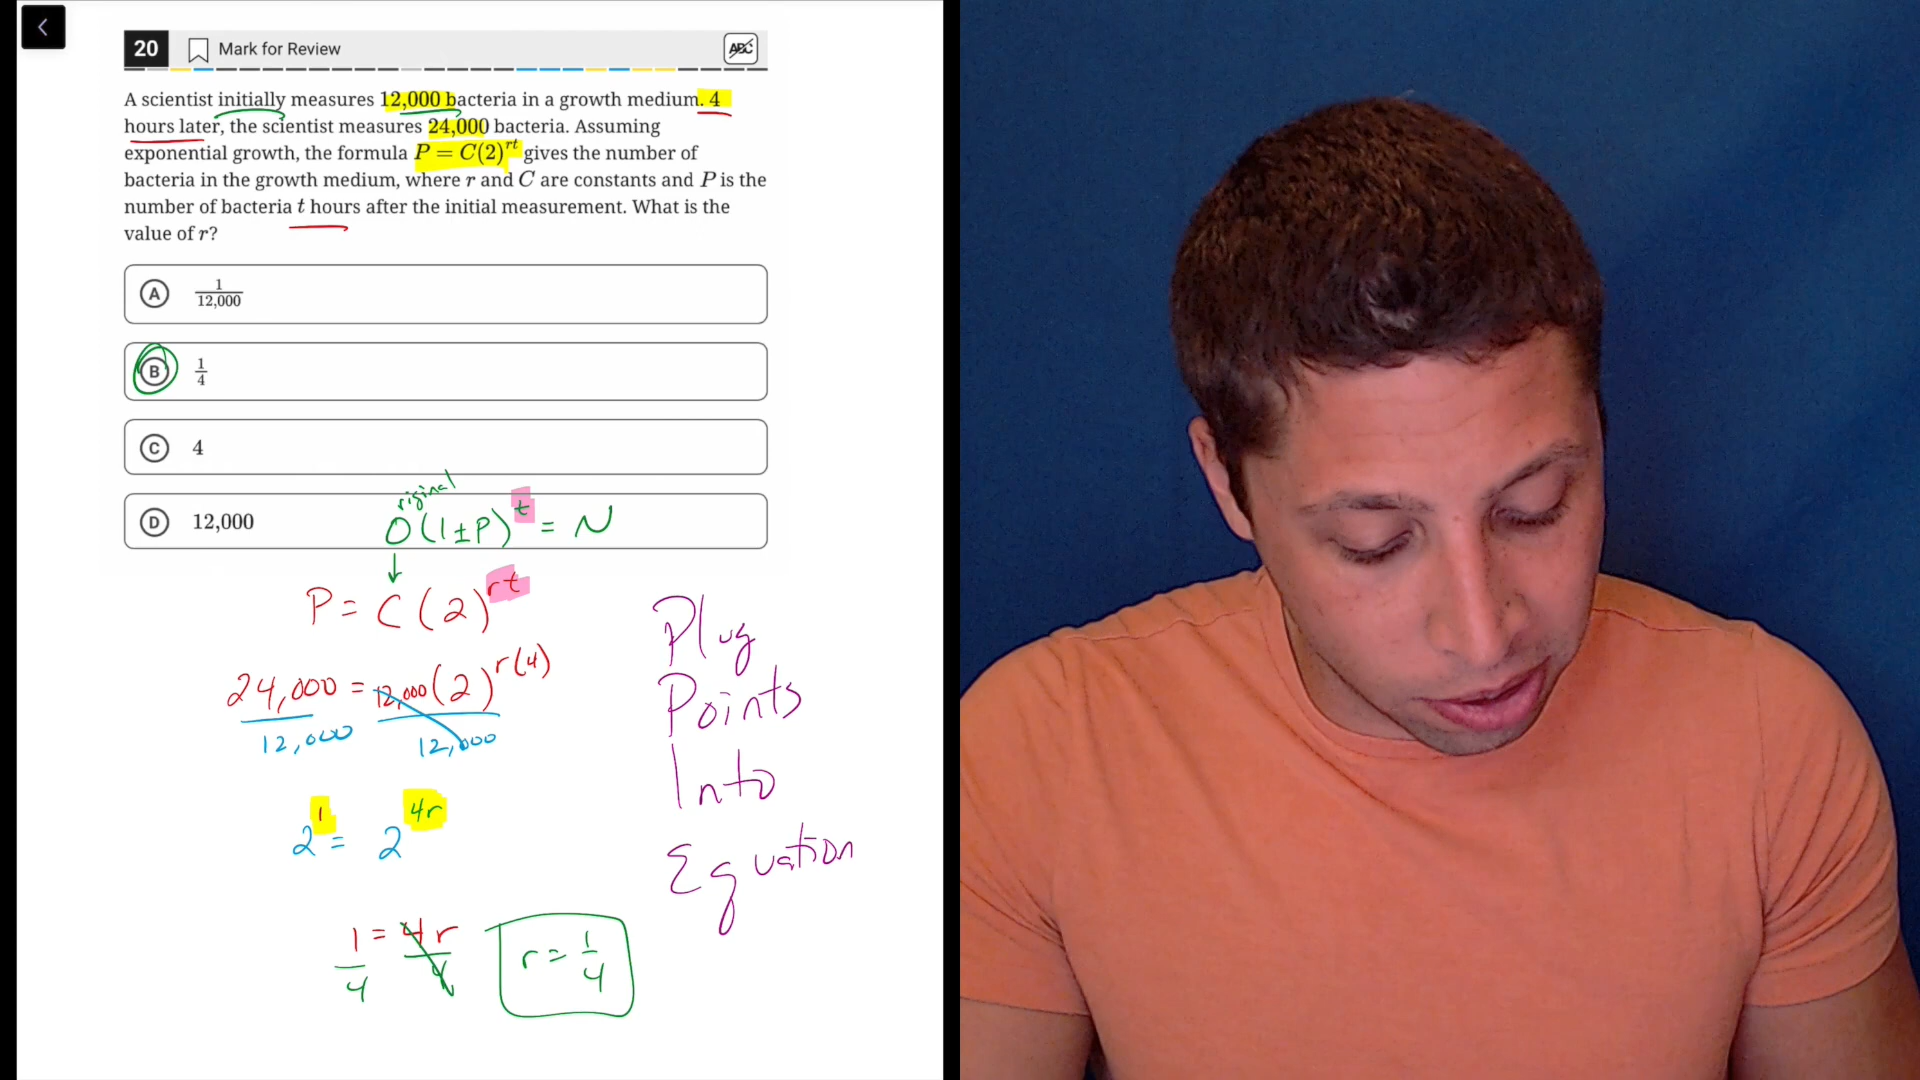 20 Mark for Review ABC
A scientist initially measures 12,000 bacteria in a growth medium. 4
hours later, the scientist measures 24,000 bacteria. Assuming
exponential growth, the formula P = C(2)^{rt} gives the number of
bacteria in the growth medium, where r and C are constants and P is the
number of bacteria t hours after the initial measurement. What is the
value of r?
A 1/12,000
B 1/4
C 4
D 12,000
riginal
O(1±P)^t = N
P = C(2)^{rt}
24,000 = 12,000(2)^{r(4)}
12,000 12,000
2^1 = 2^{4r}
1 = 4r
4 4
r = 1/4
Plug
Points
Into
Equation